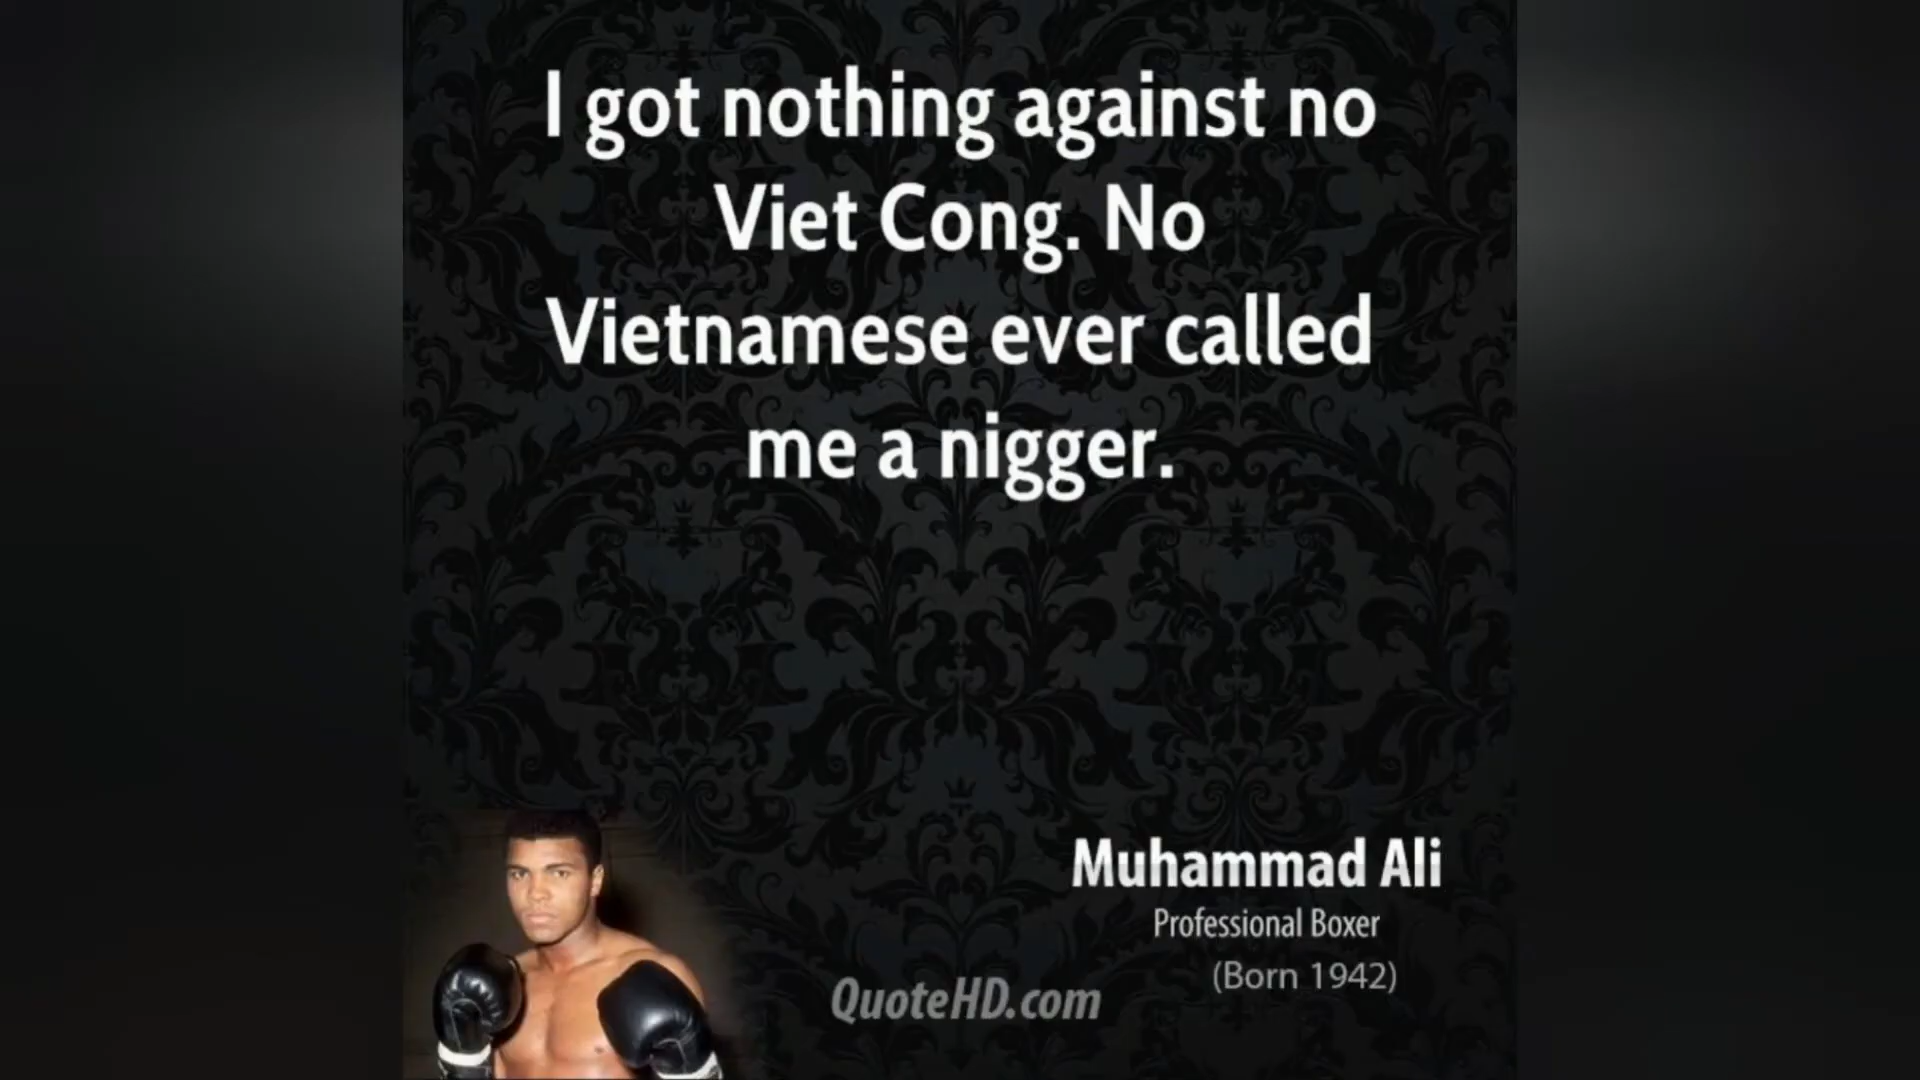 I got nothing against no
Viet Cong. No
Vietnamese ever called
me a nigger.
Muhammad Ali
Professional Boxer
(Born 1942)
QuoteHD.com